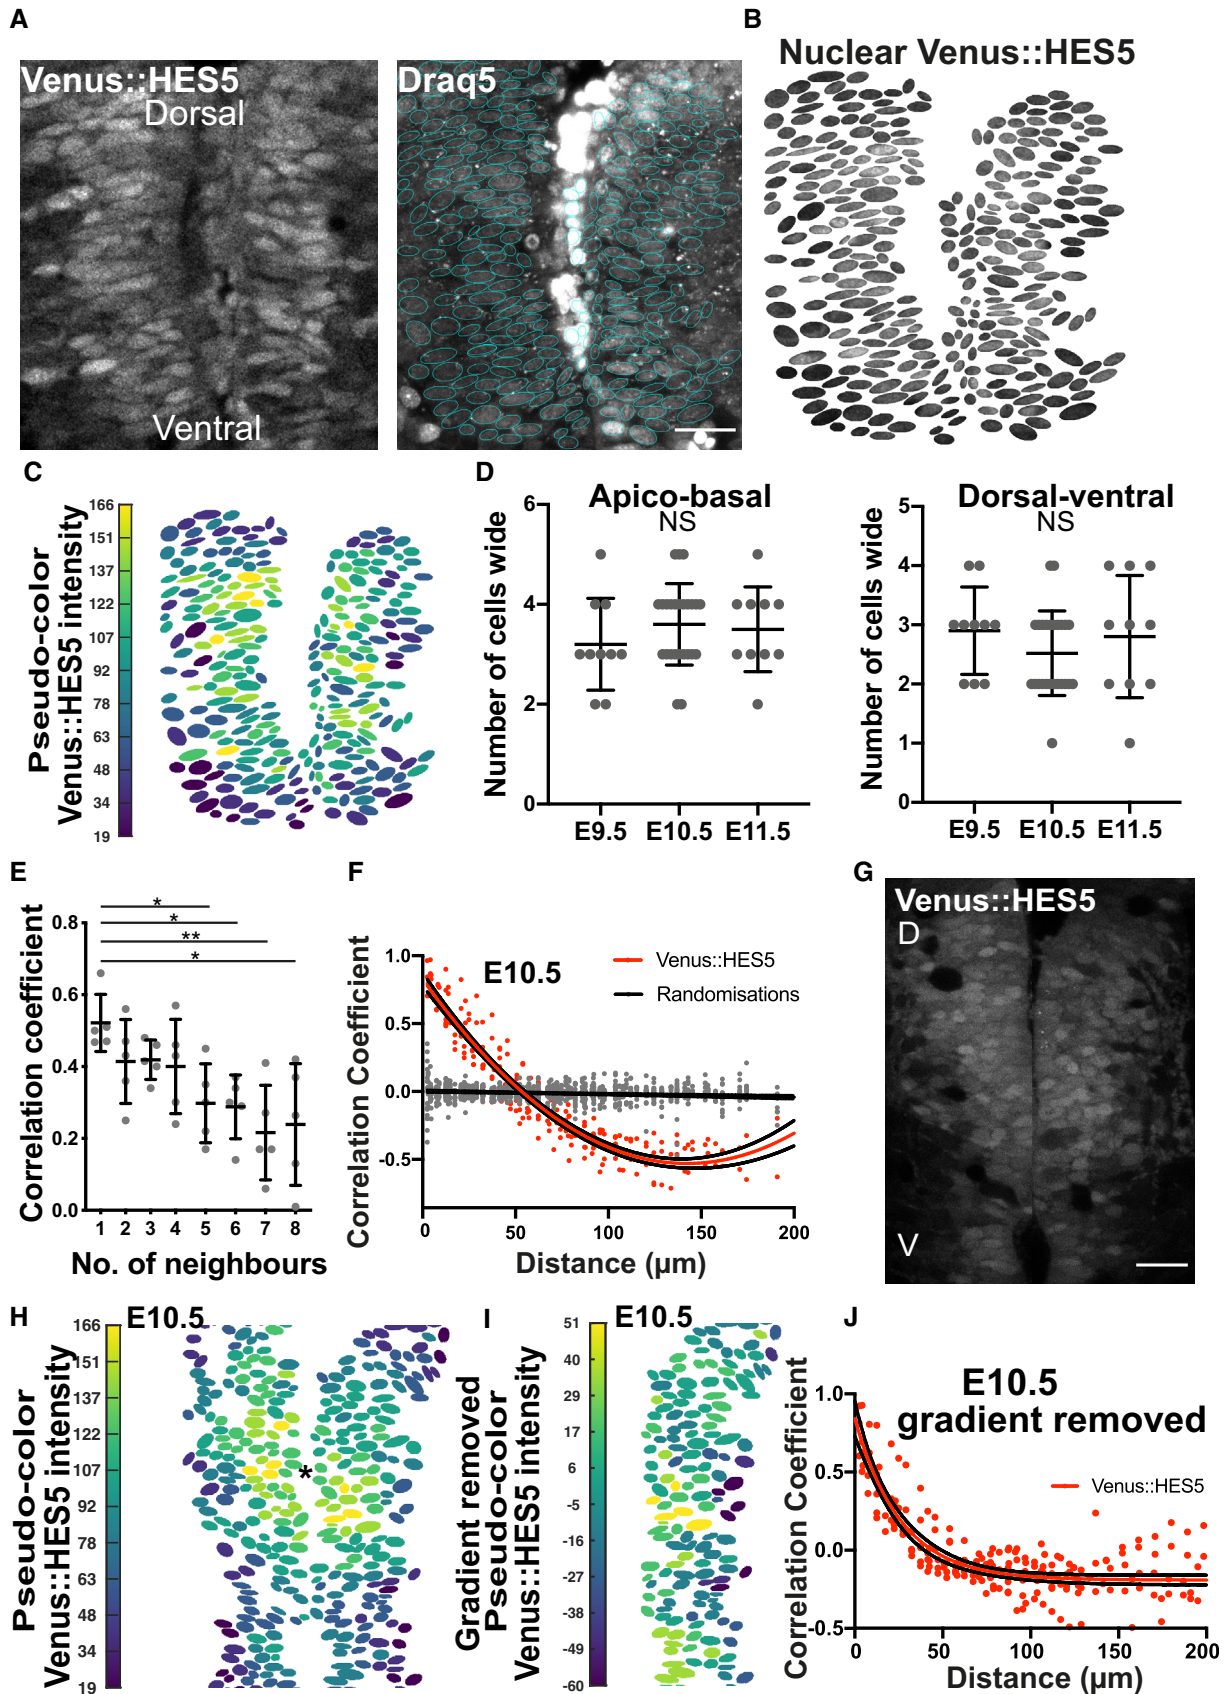 A
Venus::HES5
Dorsal
Ventral
Draq5
B
Nuclear Venus::HES5
C
Pseudo-color
Venus::HES5 intensity
166
151
137
122
107
92
78
63
48
34
19
D
Apico-basal
NS
Number of cells wide
6
4
2
0
E9.5 E10.5 E11.5
Dorsal-ventral
NS
Number of cells wide
5
4
3
2
1
0
E9.5 E10.5 E11.5
E
Correlation coefficient
0.8
0.6
0.4
0.2
0.0
*
*
**
*
1 2 3 4 5 6 7 8
No. of neighbours
F
E10.5
Venus::HES5
Randomisations
Correlation Coefficient
1.0
0.5
0.0
-0.5
0 50 100 150 200
Distance (µm)
G
Venus::HES5
D
V
H
E10.5
Pseudo-color
Venus::HES5 intensity
166
151
137
122
107
92
78
63
48
34
19
*
I
E10.5
Gradient removed
Pseudo-color
Venus::HES5 intensity
51
40
29
17
6
-5
-16
-27
-38
-49
-60
J
E10.5
gradient removed
Venus::HES5
Correlation Coefficient
1.0
0.5
0.0
-0.5
0 50 100 150 200
Distance (µm)